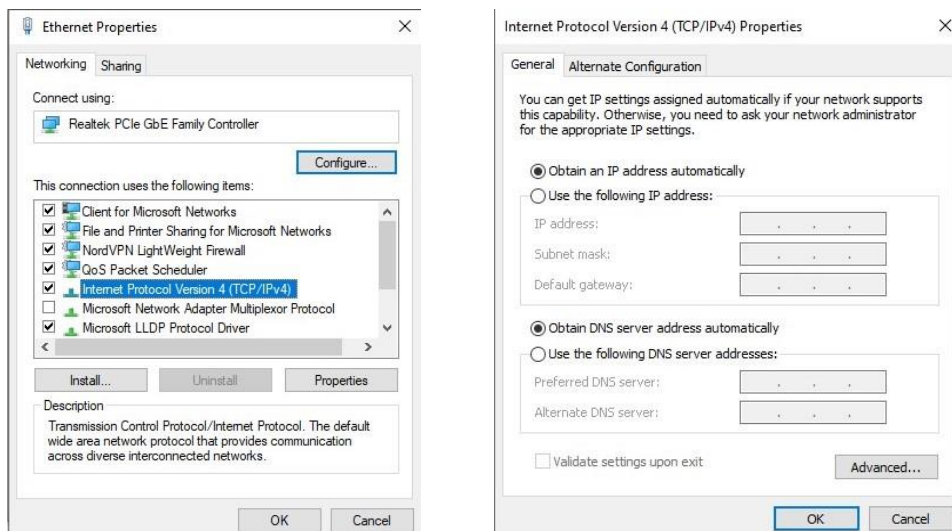 Ethernet Properties
Networking Sharing
Connect using:
Realtek PCIe GbE Family Controller
Configure...
This connection uses the following items:
Client for Microsoft Networks
File and Printer Sharing for Microsoft Networks
NordVPN LightWeight Firewall
QoS Packet Scheduler
Internet Protocol Version 4 (TCP/IPv4)
Microsoft Network Adapter Multiplexor Protocol
Microsoft LLDP Protocol Driver
Install... Uninstall Properties
Description
Transmission Control Protocol/Internet Protocol. The default
wide area network protocol that provides communication
across diverse interconnected networks.
OK Cancel
Internet Protocol Version 4 (TCP/IPv4) Properties
General Alternate Configuration
You can get IP settings assigned automatically if your network supports
this capability. Otherwise, you need to ask your network administrator
for the appropriate IP settings.
Obtain an IP address automatically
Use the following IP address:
IP address:
Subnet mask:
Default gateway:
Obtain DNS server address automatically
Use the following DNS server addresses:
Preferred DNS server:
Alternate DNS server:
Validate settings upon exit
Advanced...
OK Cancel